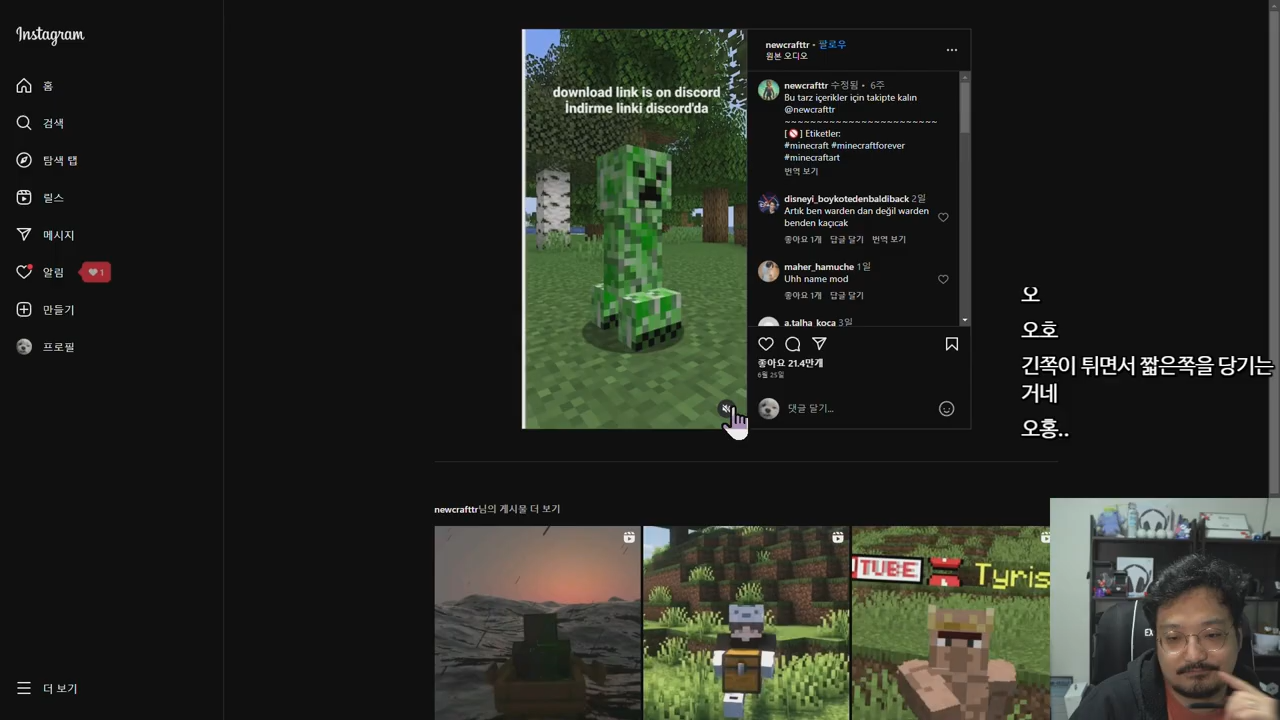 Instagram
홈
검색
탐색 탭
릴스
메시지
알림
1
만들기
프로필
더 보기
download link is on discord
İndirme linki discord'da
newcrafttr • 팔로우
원본 오디오
newcrafttr 수정됨 • 6주
Bu tarz içerikler için takipte kalın
@newcrafttr
~~~~~~~~~~~~~~~~~~~~~~~~
[🚫] Etiketler:
#minecraft #minecraftforever
#minecraftart
번역 보기
disneyi_boykotedenbaldiback 2일
Artık ben warden dan değil warden
benden kaçıcak
좋아요 1개 답글 달기 번역 보기
maher_hamuche 1일
Uhh name mod
좋아요 1개 답글 달기
a.talha_koca 3일
좋아요 21.4만개
6월 25일
댓글 달기...
오
오호
긴쪽이 튀면서 짧은쪽을 당기는
거네
오홍..
newcrafttr님의 게시물 더 보기
UTUBE
Tyris